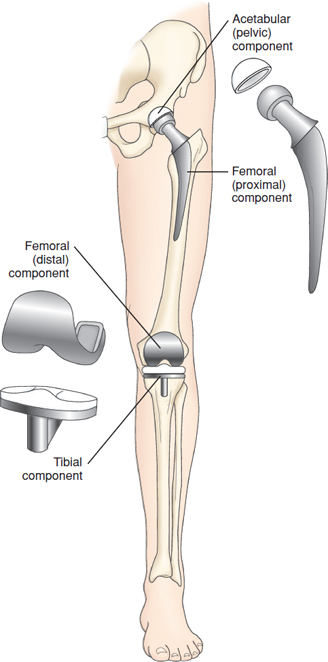 Acetabular
(pelvic)
component
Femoral
(proximal)
component
Femoral
(distal)
component
Tibial
component